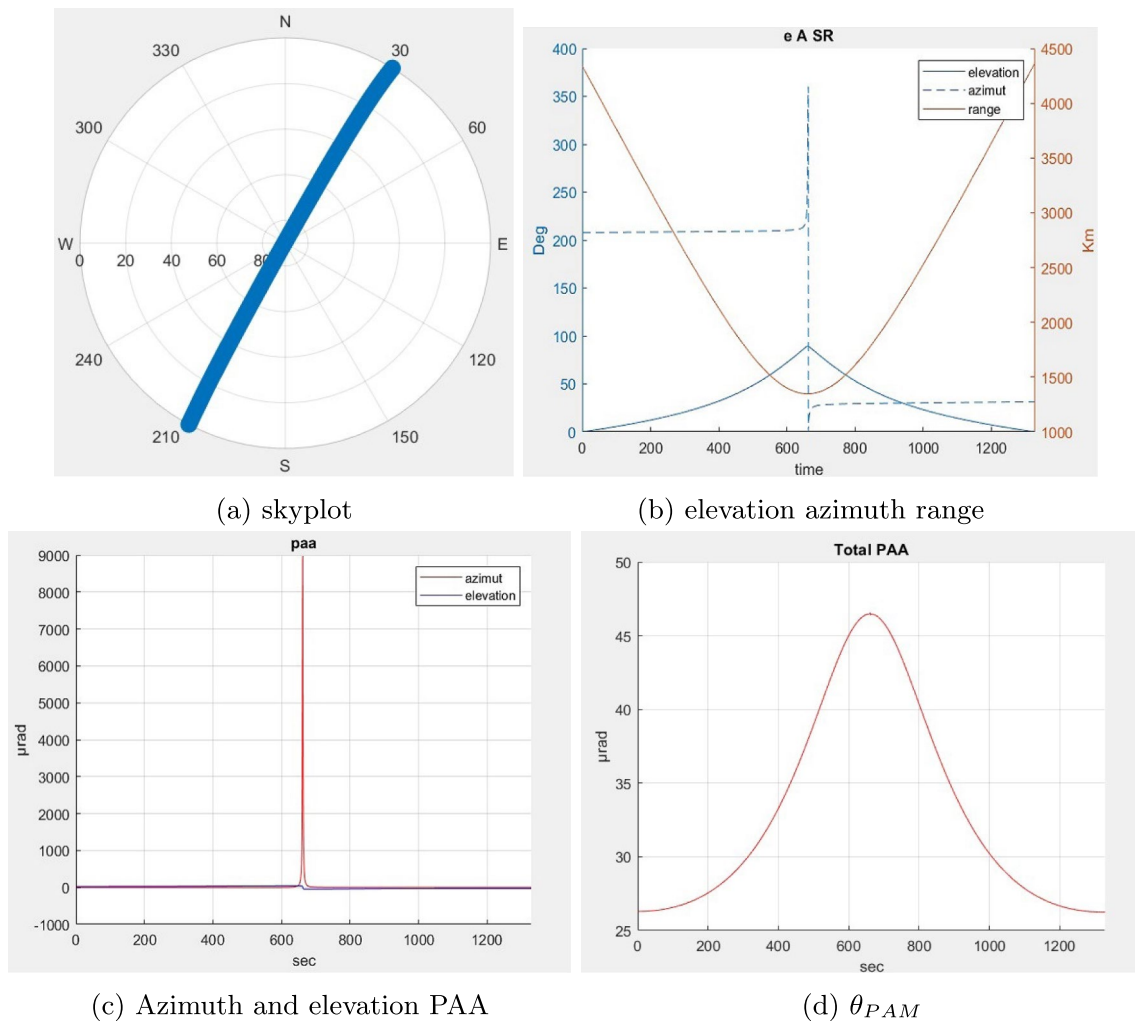 N
330 30
300 60
W E
0 20 40 60 80
240 120
210 150
S
e A SR
400 4500
350 4000
300 3500
250 3000
200 2500
150 2000
100 1500
50
0 1000
elevation
azimut
range
Deg
Km
0 200 400 600 800 1000 1200
time
(a) skyplot
(b) elevation azimuth range
paa
9000
8000
7000
6000
5000
4000
3000
2000
1000
0
-1000
azimut
elevation
µrad
0 200 400 600 800 1000 1200
sec
Total PAA
50
45
40
35
30
25
µrad
0 200 400 600 800 1000 1200
sec
(c) Azimuth and elevation PAA
(d) θPAM